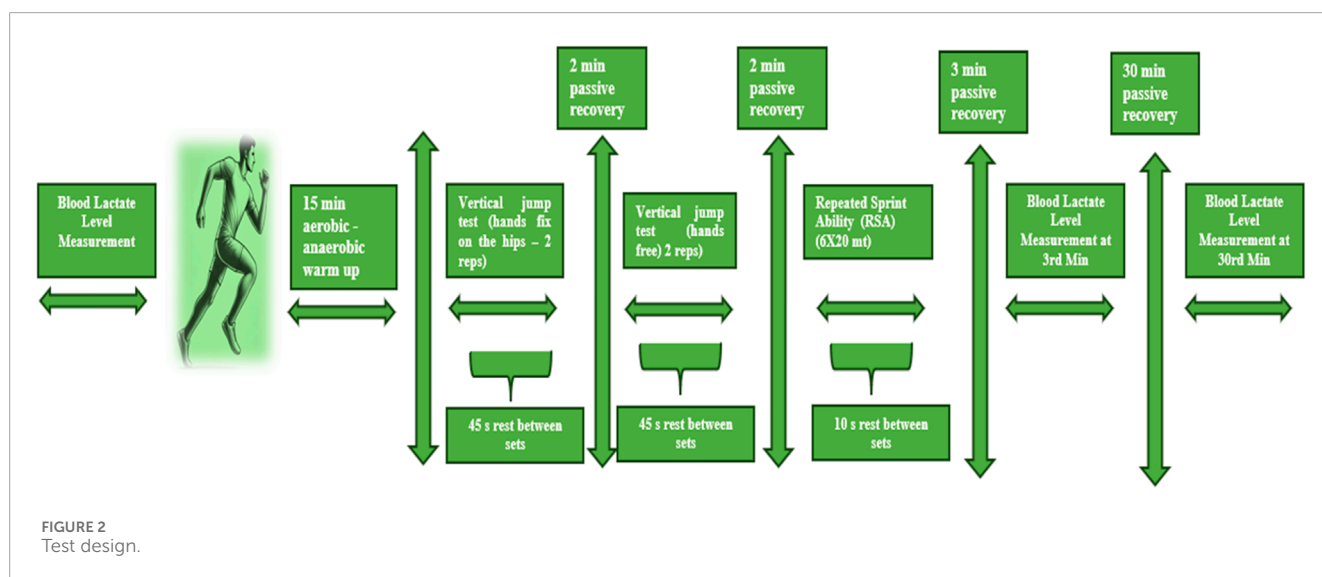 2 min
passive
recovery
2 min
passive
recovery
3 min
passive
recovery
30 min
passive
recovery
Blood Lactate
Level
Measurement
15 min
aerobic -
anaerobic
warm up
Vertical jump
test (hands fix
on the hips – 2
reps)
Vertical jump
test (hands
free) 2 reps)
Repeated Sprint
Ability (RSA)
(6X20 mt)
Blood Lactate
Level
Measurement at
3rd Min
Blood Lactate
Level
Measurement at
30rd Min
45 s rest between
sets
45 s rest between
sets
10 s rest between
sets
FIGURE 2
Test design.